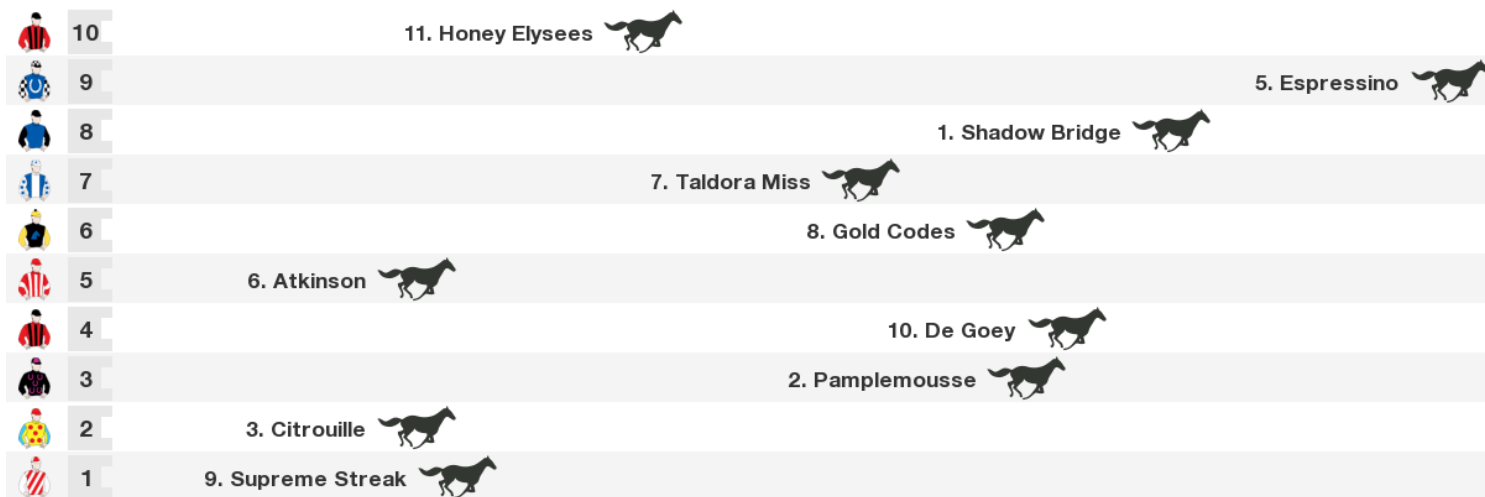 10 11. Honey Elysees
9 5. Espressino
8 1. Shadow Bridge
7 7. Taldora Miss
6 8. Gold Codes
5 6. Atkinson
4 10. De Goey
3 2. Pamplemousse
2 3. Citrouille
1 9. Supreme Streak